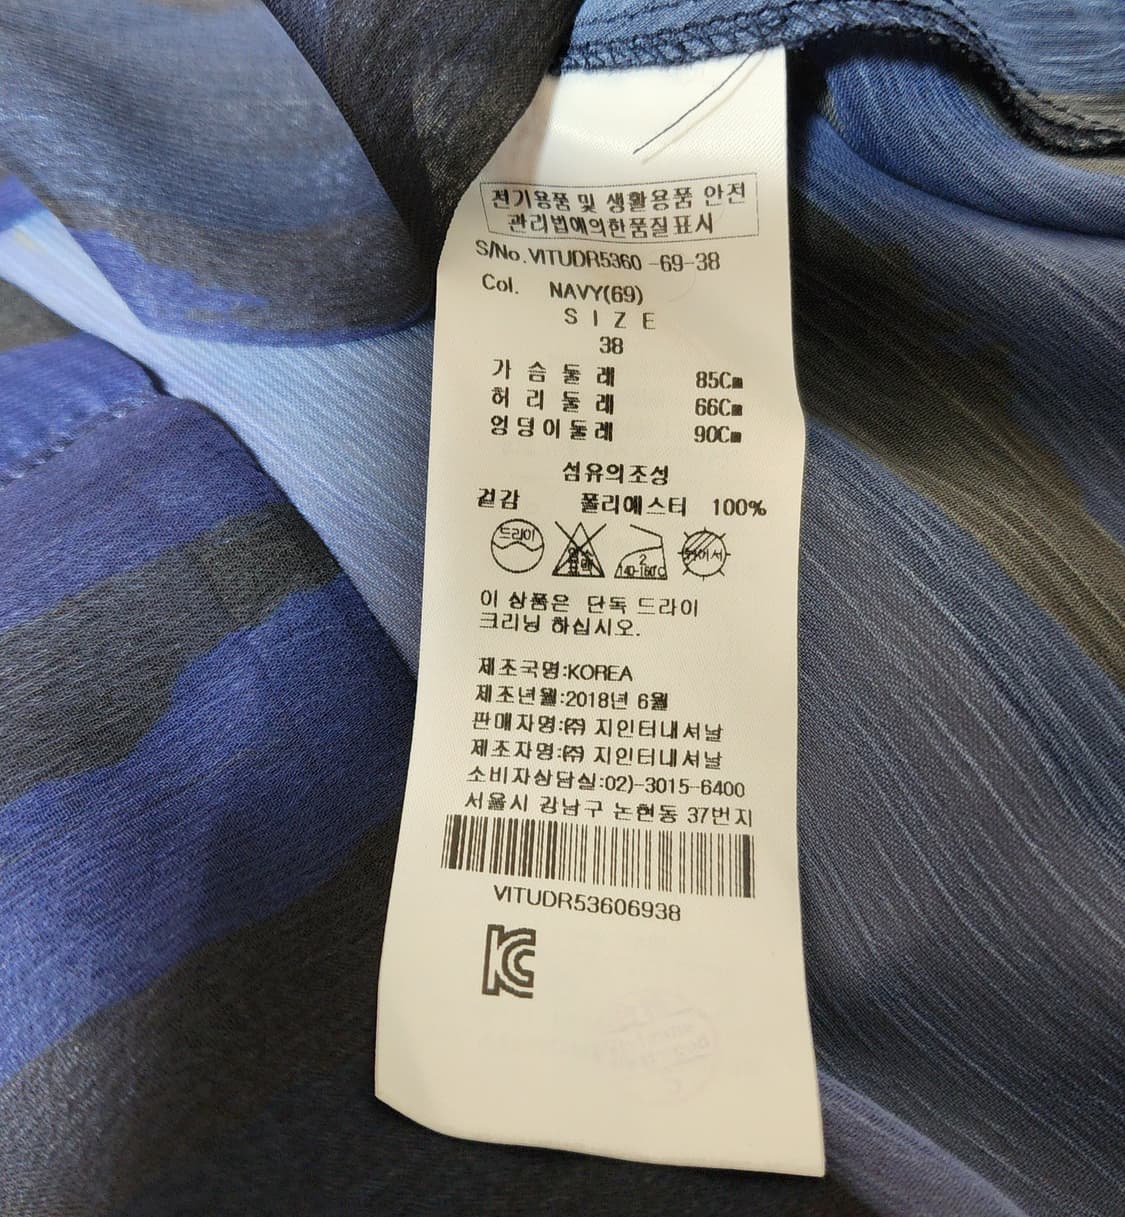 전기용품 및 생활용품 안전
관리법에의한품질표시
S/No.VITUDR5360-69-38
Col. NAVY(69)
SIZE
38
가슴둘레 85Cm
허리둘레 66Cm
엉덩이둘레 90Cm
섬유의조성
겉감 폴리에스터 100%
드라이
2
140-160℃
이 상품은 단독 드라이
크리닝 하십시오.
제조국명:KOREA
제조년월:2018년 6월
판매자명:㈜ 지인터내셔날
제조자명:㈜ 지인터내셔날
소비자상담실:02)-3015-6400
서울시 강남구 논현동 37번지
VITUDR53606938
KC